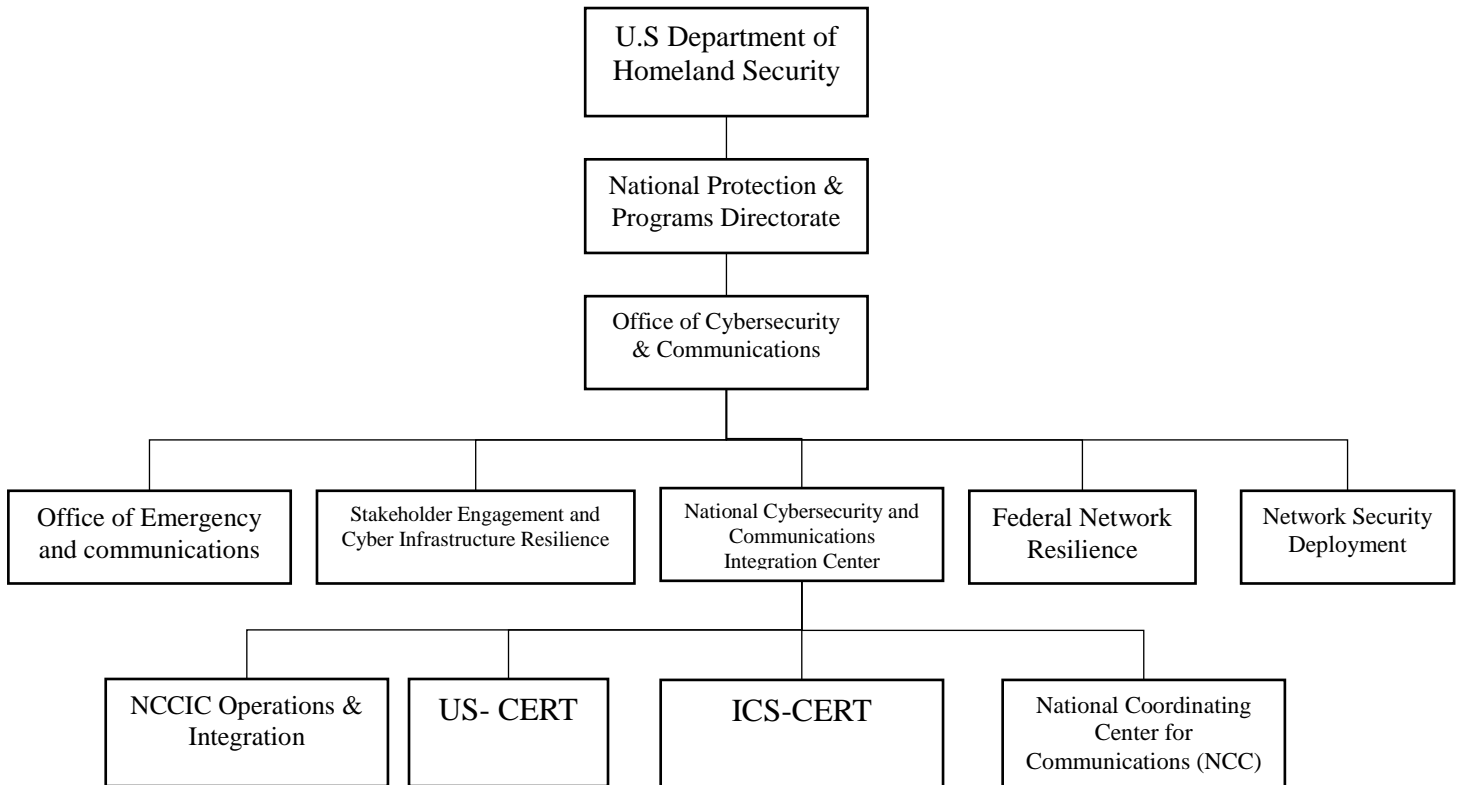 U.S Department of
Homeland Security
National Protection &
Programs Directorate
Office of Cybersecurity
& Communications
Office of Emergency
and communications
Stakeholder Engagement and
Cyber Infrastructure Resilience
National Cybersecurity and
Communications
Integration Center
Federal Network
Resilience
Network Security
Deployment
NCCIC Operations &
Integration
US- CERT
ICS-CERT
National Coordinating
Center for
Communications (NCC)